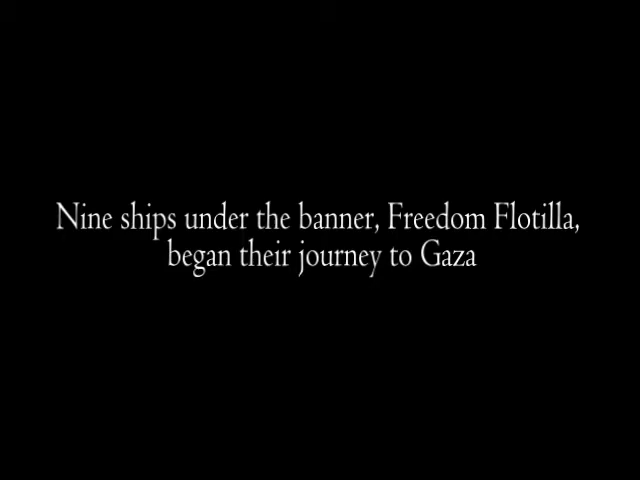 Nine ships under the banner, Freedom Flotilla,
began their journey to Gaza